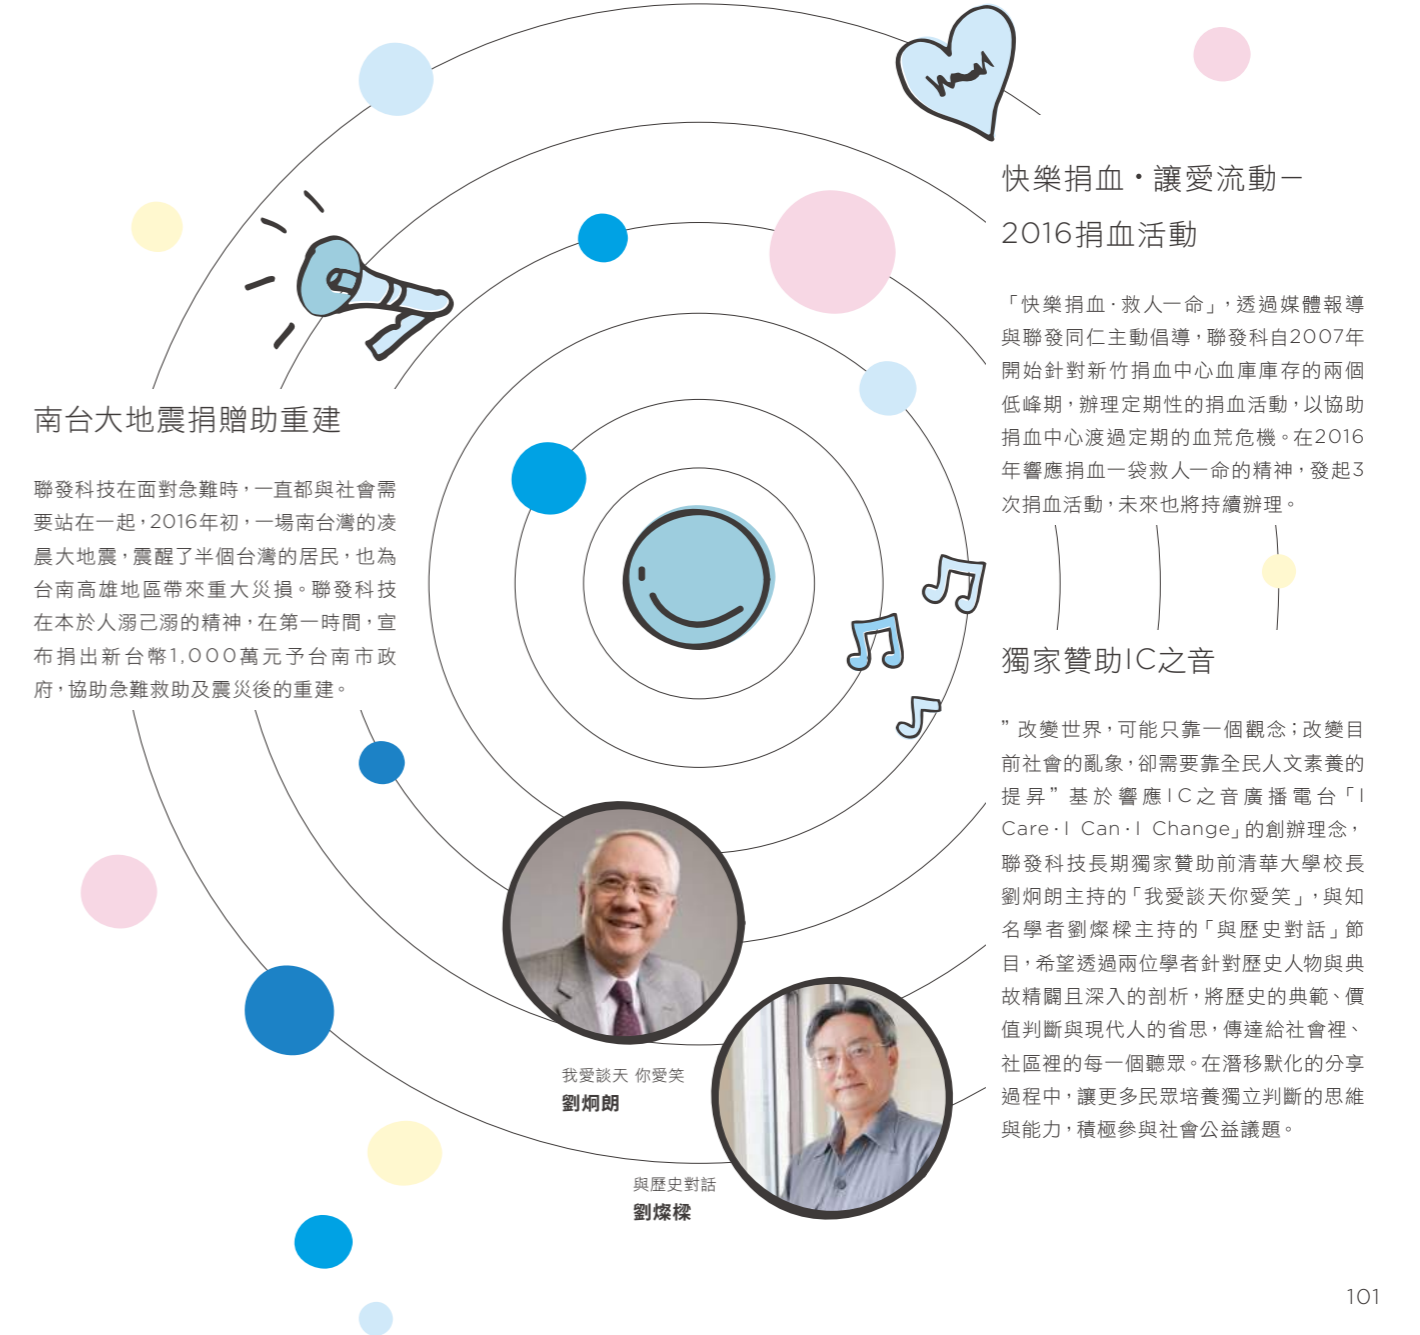 快樂捐血・讓愛流動－
2016捐血活動
「快樂捐血·救人一命」，透過媒體報導
與聯發同仁主動倡導，聯發科自2007年
開始針對新竹捐血中心血庫庫存的兩個
低峰期，辦理定期性的捐血活動，以協助
捐血中心渡過定期的血荒危機。在2016
年響應捐血一袋救人一命的精神，發起3
次捐血活動，未來也將持續辦理。
南台大地震捐贈助重建
聯發科技在面對急難時，一直都與社會需
要站在一起，2016年初，一場南台灣的凌
晨大地震，震醒了半個台灣的居民，也為
台南高雄地區帶來重大災損。聯發科技
在本於人溺己溺的精神，在第一時間，宣
布捐出新台幣1,000萬元予台南市政
府，協助急難救助及震災後的重建。
獨家贊助IC之音
”改變世界，可能只靠一個觀念；改變目
前社會的亂象，卻需要靠全民人文素養的
提昇”基於響應IC之音廣播電台「I
Care·I Can·I Change」的創辦理念，
聯發科技長期獨家贊助前清華大學校長
劉炯朗主持的「我愛談天你愛笑」，與知
名學者劉燦樑主持的「與歷史對話」節
目，希望透過兩位學者針對歷史人物與典
故精闢且深入的剖析，將歷史的典範、價
值判斷與現代人的省思，傳達給社會裡、
社區裡的每一個聽眾。在潛移默化的分享
過程中，讓更多民眾培養獨立判斷的思維
與能力，積極參與社會公益議題。
我愛談天 你愛笑
劉炯朗
與歷史對話
劉燦樑
101